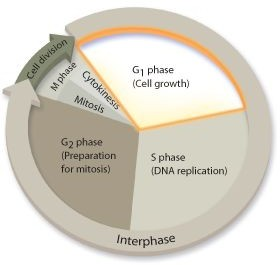 Cell division
M phase
Cytokinesis
Mitosis
G₁ phase
(Cell growth)
G₂ phase
(Preparation
for mitosis)
S phase
(DNA replication)
Interphase